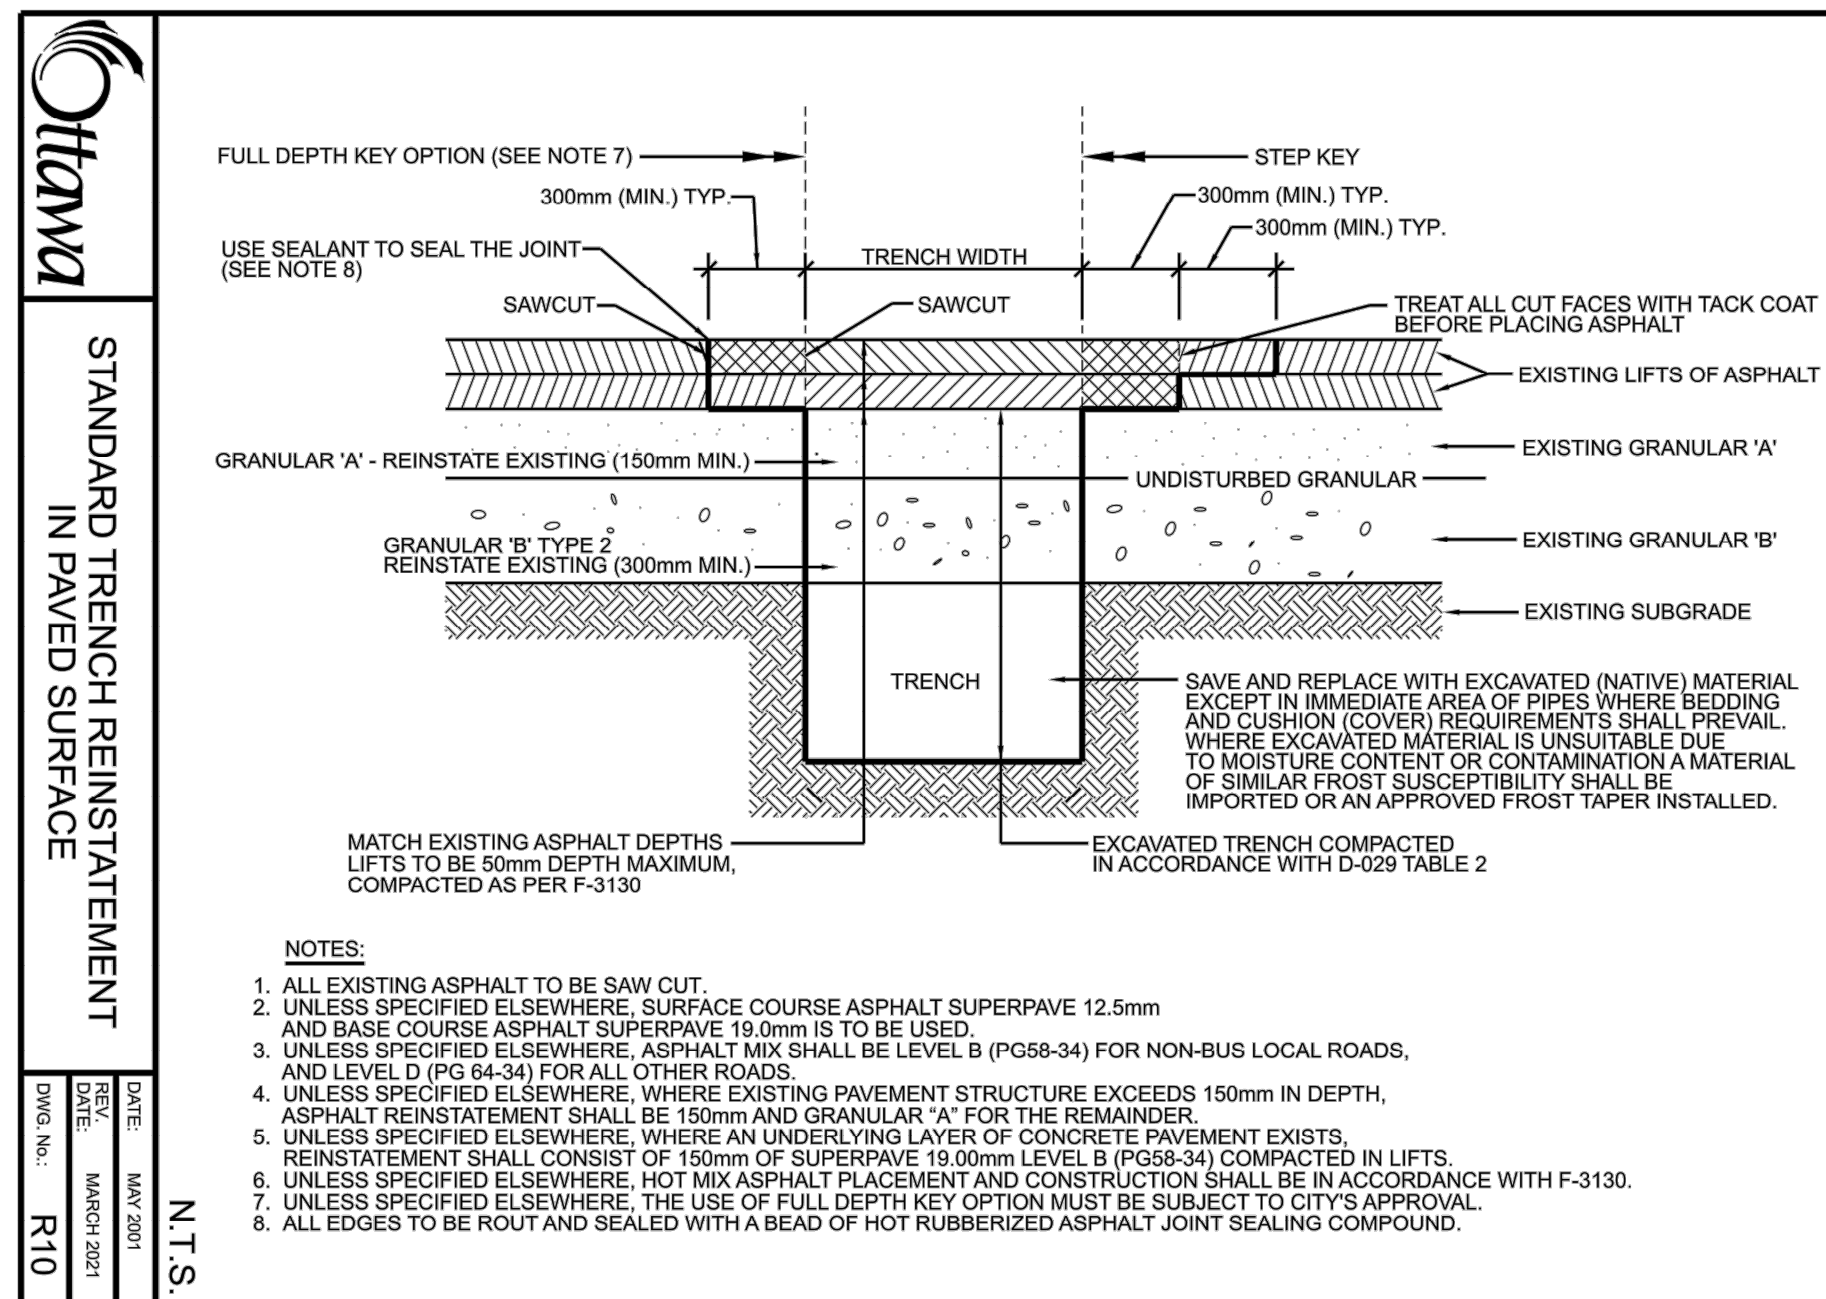 Ottawa
STANDARD TRENCH REINSTATEMENT
IN PAVED SURFACE
DATE: MAY 2001
REV.
DATE: MARCH 2021
DWG. No.: R10
N.T.S.
FULL DEPTH KEY OPTION (SEE NOTE 7)
STEP KEY
300mm (MIN.) TYP.
300mm (MIN.) TYP.
300mm (MIN.) TYP.
USE SEALANT TO SEAL THE JOINT
(SEE NOTE 8)
TRENCH WIDTH
SAWCUT
SAWCUT
TREAT ALL CUT FACES WITH TACK COAT
BEFORE PLACING ASPHALT
EXISTING LIFTS OF ASPHALT
EXISTING GRANULAR 'A'
GRANULAR 'A' - REINSTATE EXISTING (150mm MIN.)
UNDISTURBED GRANULAR
GRANULAR 'B' TYPE 2
REINSTATE EXISTING (300mm MIN.)
EXISTING GRANULAR 'B'
EXISTING SUBGRADE
TRENCH
SAVE AND REPLACE WITH EXCAVATED (NATIVE) MATERIAL
EXCEPT IN IMMEDIATE AREA OF PIPES WHERE BEDDING
AND CUSHION (COVER) REQUIREMENTS SHALL PREVAIL.
WHERE EXCAVATED MATERIAL IS UNSUITABLE DUE
TO MOISTURE CONTENT OR CONTAMINATION A MATERIAL
OF SIMILAR FROST SUSCEPTIBILITY SHALL BE
IMPORTED OR AN APPROVED FROST TAPER INSTALLED.
MATCH EXISTING ASPHALT DEPTHS
LIFTS TO BE 50mm DEPTH MAXIMUM,
COMPACTED AS PER F-3130
EXCAVATED TRENCH COMPACTED
IN ACCORDANCE WITH D-029 TABLE 2
NOTES:
1. ALL EXISTING ASPHALT TO BE SAW CUT.
2. UNLESS SPECIFIED ELSEWHERE, SURFACE COURSE ASPHALT SUPERPAVE 12.5mm
AND BASE COURSE ASPHALT SUPERPAVE 19.0mm IS TO BE USED.
3. UNLESS SPECIFIED ELSEWHERE, ASPHALT MIX SHALL BE LEVEL B (PG58-34) FOR NON-BUS LOCAL ROADS,
AND LEVEL D (PG 64-34) FOR ALL OTHER ROADS.
4. UNLESS SPECIFIED ELSEWHERE, WHERE EXISTING PAVEMENT STRUCTURE EXCEEDS 150mm IN DEPTH,
ASPHALT REINSTATEMENT SHALL BE 150mm AND GRANULAR “A” FOR THE REMAINDER.
5. UNLESS SPECIFIED ELSEWHERE, WHERE AN UNDERLYING LAYER OF CONCRETE PAVEMENT EXISTS,
REINSTATEMENT SHALL CONSIST OF 150mm OF SUPERPAVE 19.00mm LEVEL B (PG58-34) COMPACTED IN LIFTS.
6. UNLESS SPECIFIED ELSEWHERE, HOT MIX ASPHALT PLACEMENT AND CONSTRUCTION SHALL BE IN ACCORDANCE WITH F-3130.
7. UNLESS SPECIFIED ELSEWHERE, THE USE OF FULL DEPTH KEY OPTION MUST BE SUBJECT TO CITY'S APPROVAL.
8. ALL EDGES TO BE ROUT AND SEALED WITH A BEAD OF HOT RUBBERIZED ASPHALT JOINT SEALING COMPOUND.